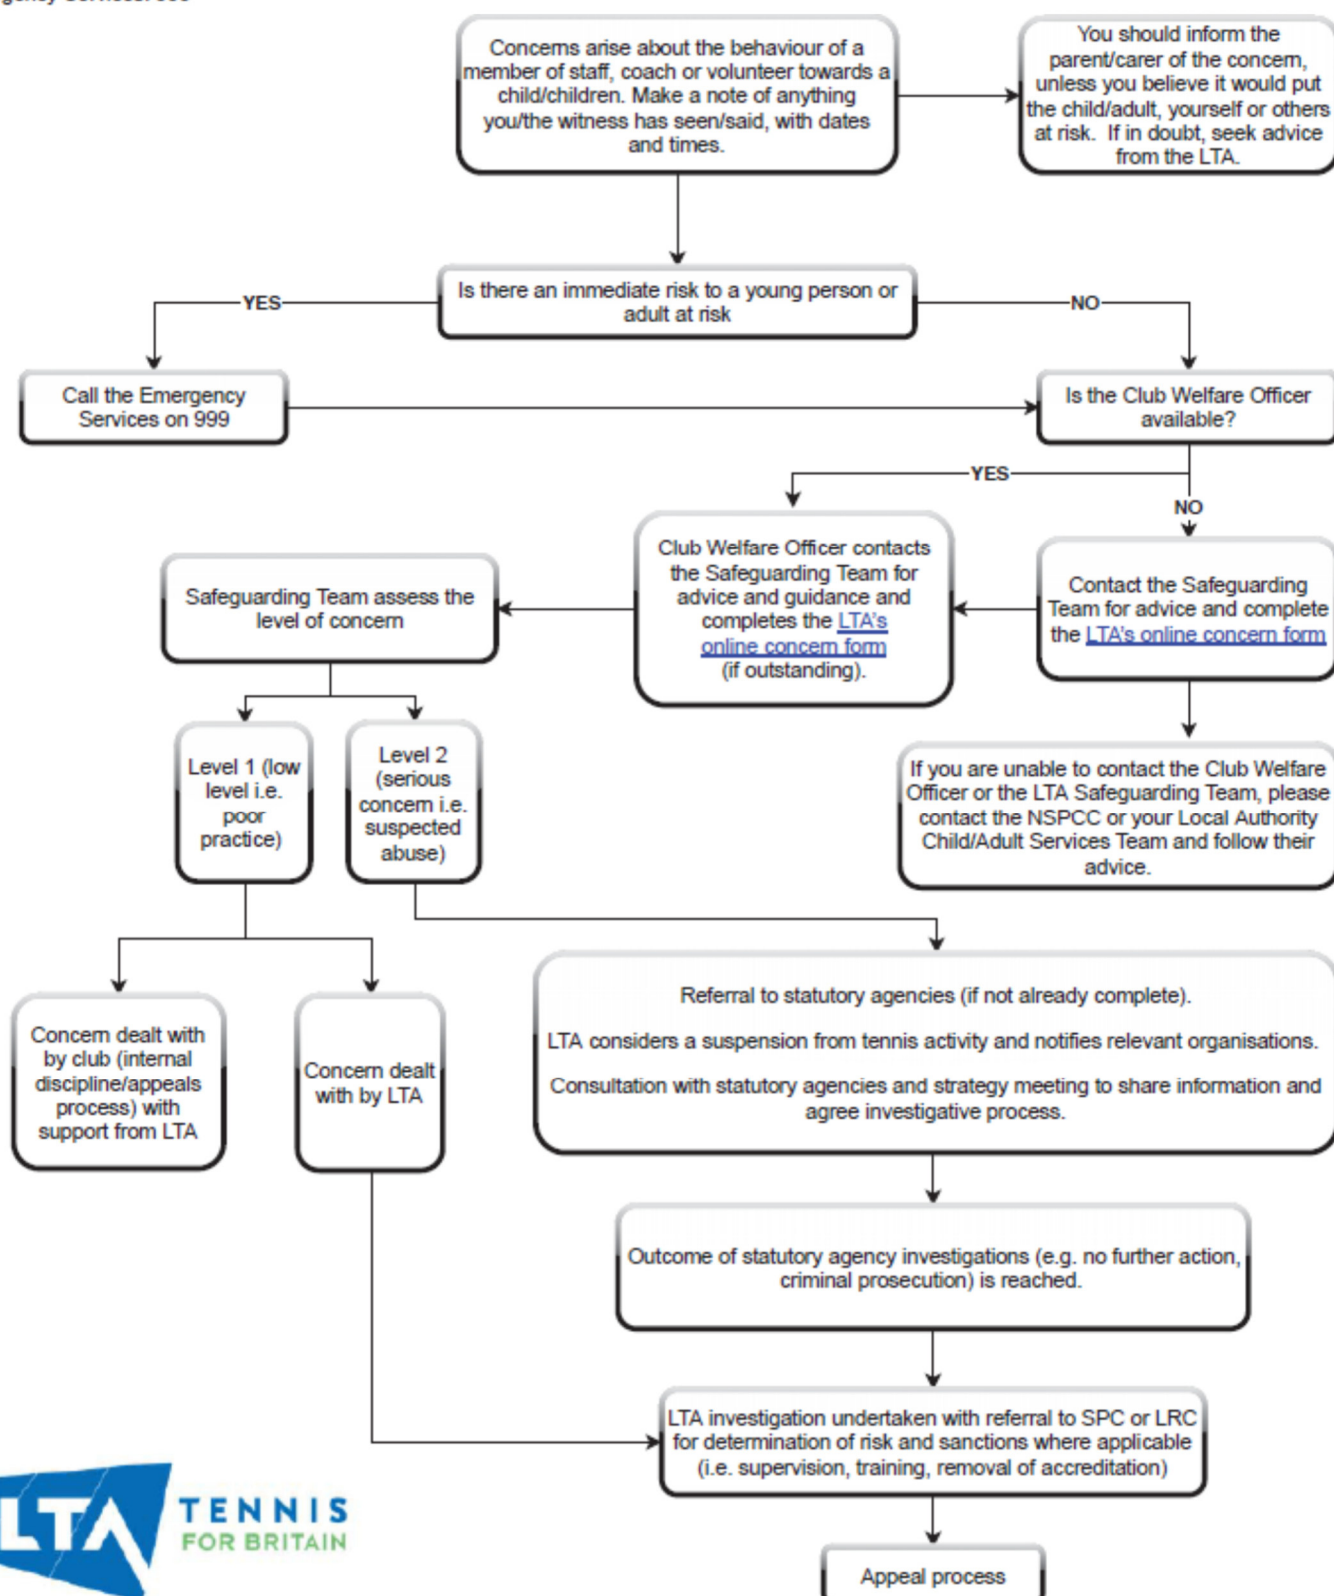 Concerns arise about the behaviour of a
member of staff, coach or volunteer towards a
child/children. Make a note of anything
you/the witness has seen/said, with dates
and times.
You should inform the
parent/carer of the concern,
unless you believe it would put
the child/adult, yourself or others
at risk. If in doubt, seek advice
from the LTA.
Is there an immediate risk to a young person or
adult at risk
YES
NO
Call the Emergency
Services on 999
Is the Club Welfare Officer
available?
YES
NO
Club Welfare Officer contacts
the Safeguarding Team for
advice and guidance and
completes the LTA's
online concern form
(if outstanding).
Contact the Safeguarding
Team for advice and complete
the LTA's online concern form
Safeguarding Team assess the
level of concern
Level 1 (low
level i.e.
poor
practice)
Level 2
(serious
concern i.e.
suspected
abuse)
If you are unable to contact the Club Welfare
Officer or the LTA Safeguarding Team, please
contact the NSPCC or your Local Authority
Child/Adult Services Team and follow their
advice.
Concern dealt with
by club (internal
discipline/appeals
process) with
support from LTA
Concern dealt
with by LTA
Referral to statutory agencies (if not already complete).
LTA considers a suspension from tennis activity and notifies relevant organisations.
Consultation with statutory agencies and strategy meeting to share information and
agree investigative process.
Outcome of statutory agency investigations (e.g. no further action,
criminal prosecution) is reached.
LTA investigation undertaken with referral to SPC or LRC
for determination of risk and sanctions where applicable
(i.e. supervision, training, removal of accreditation)
Appeal process
LTA
TENNIS
FOR BRITAIN